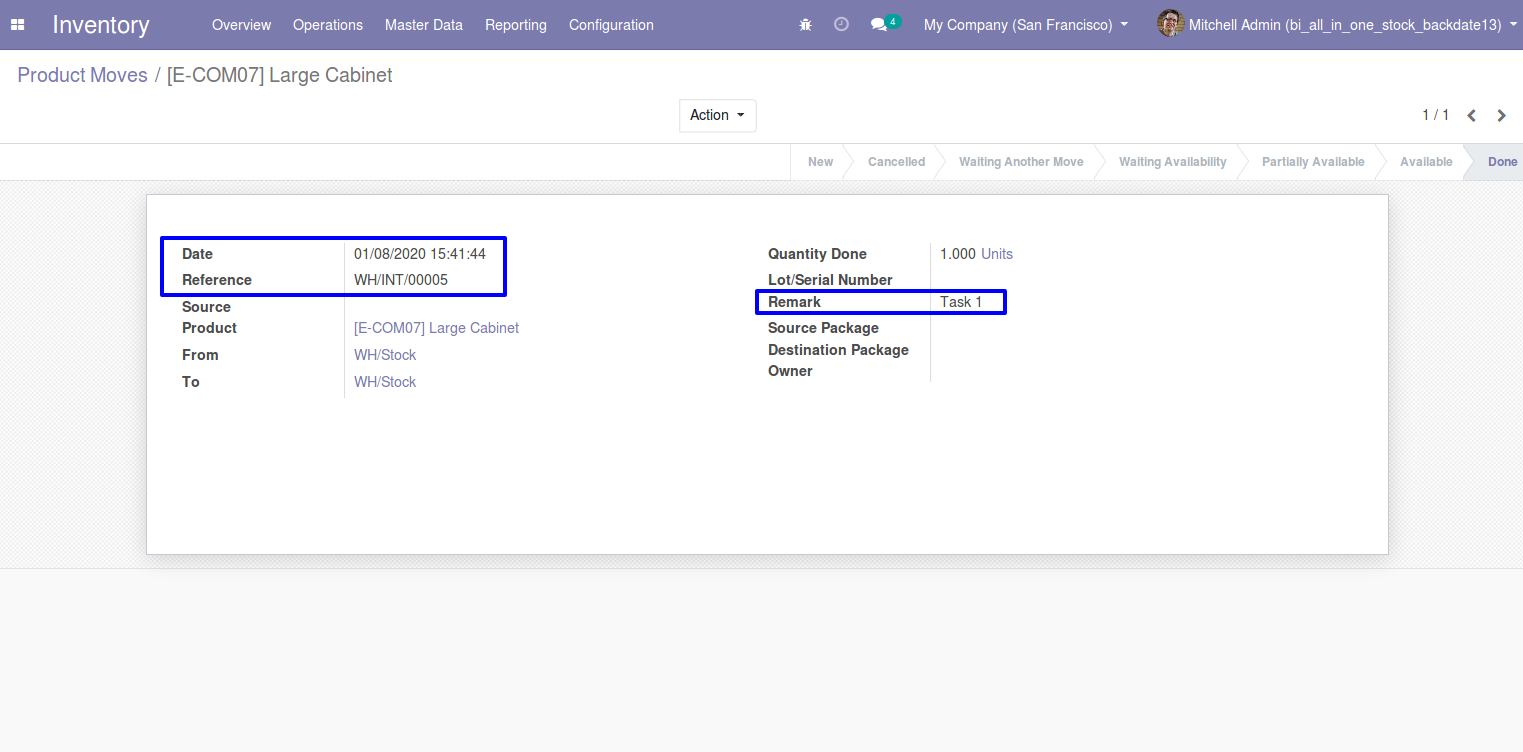 Inventory Overview Operations Master Data Reporting Configuration 4 My Company (San Francisco) Mitchell Admin (bi_all_in_one_stock_backdate13)
Product Moves / [E-COM07] Large Cabinet
Action 1 / 1
New Cancelled Waiting Another Move Waiting Availability Partially Available Available Done
Date 01/08/2020 15:41:44
Reference WH/INT/00005
Source
Product [E-COM07] Large Cabinet
From WH/Stock
To WH/Stock
Quantity Done 1.000 Units
Lot/Serial Number
Remark Task 1
Source Package
Destination Package
Owner